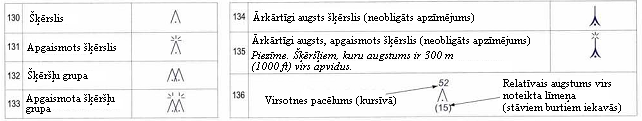 130 Šķērslis
131 Apgaismots šķērslis
132 Šķēršļu grupa
133 Apgaismota šķēršļu
grupa
134 Ārkārtīgi augsts šķērslis (neobligāts apzīmējums)
135 Ārkārtīgi augsts, apgaismots šķērslis (neobligāts apzīmējums)
Piezīme. Šķēršļiem, kuru augstums ir 300 m
(1000 ft) virs apvidus.
136 Virsotnes pacēlums (kursīvā)
52
(15)
Relatīvais augstums virs
noteikta līmeņa
(stāviem burtiem iekavās)